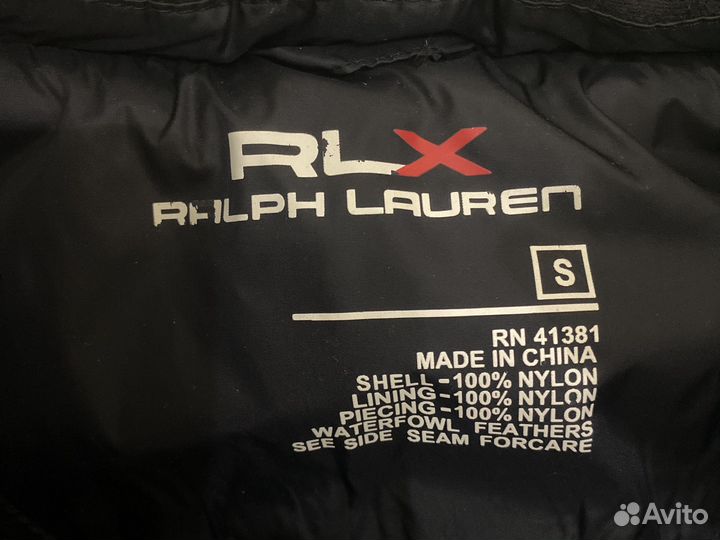 RLX
RALPH LAUREN
S
RN 41381
MADE IN CHINA
SHELL-100% NYLON
LINING-100% NYLON
PIECING-100% NYLON
WATERFOWL FEATHERS
SEE SIDE SEAM FORCARE
Avito